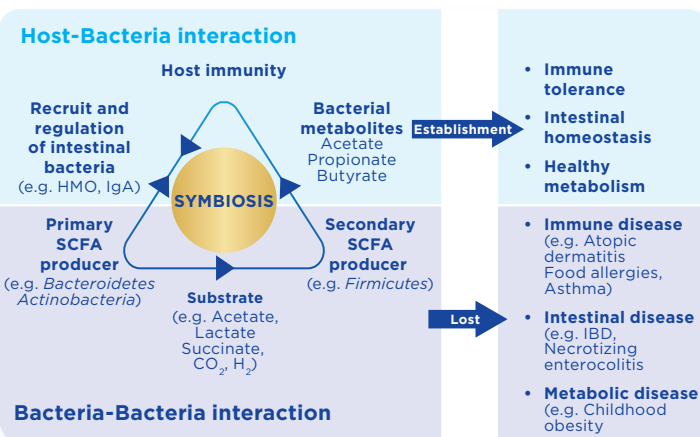 Host-Bacteria interaction
Host immunity
Recruit and
regulation
of intestinal
bacteria
(e.g. HMO, IgA)
Bacterial
metabolites
Acetate
Propionate
Butyrate
SYMBIOSIS
Primary
SCFA
producer
(e.g. Bacteroidetes
Actinobacteria)
Secondary
SCFA
producer
(e.g. Firmicutes)
Substrate
(e.g. Acetate,
Lactate
Succinate,
CO₂, H₂)
Bacteria-Bacteria interaction
Establishment
• Immune
tolerance
• Intestinal
homeostasis
• Healthy
metabolism
Lost
• Immune disease
(e.g. Atopic
dermatitis
Food allergies,
Asthma)
• Intestinal disease
(e.g. IBD,
Necrotizing
enterocolitis
• Metabolic disease
(e.g. Childhood
obesity